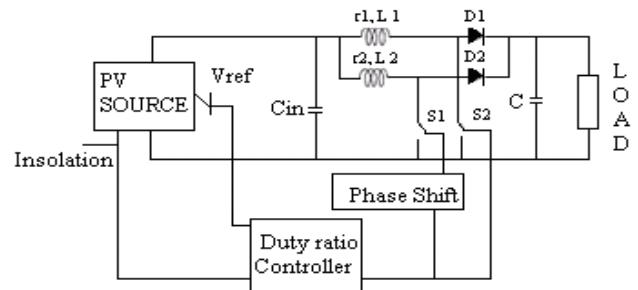 r1, L 1
D1
r2, L 2
D2
PV
SOURCE
Vref
Cin
S1
S2
C
L
O
A
D
Insolation
Phase Shift
Duty ratio
Controller